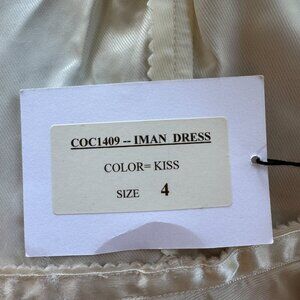 COC1409 -- IMAN DRESS
COLOR= KISS
SIZE 4